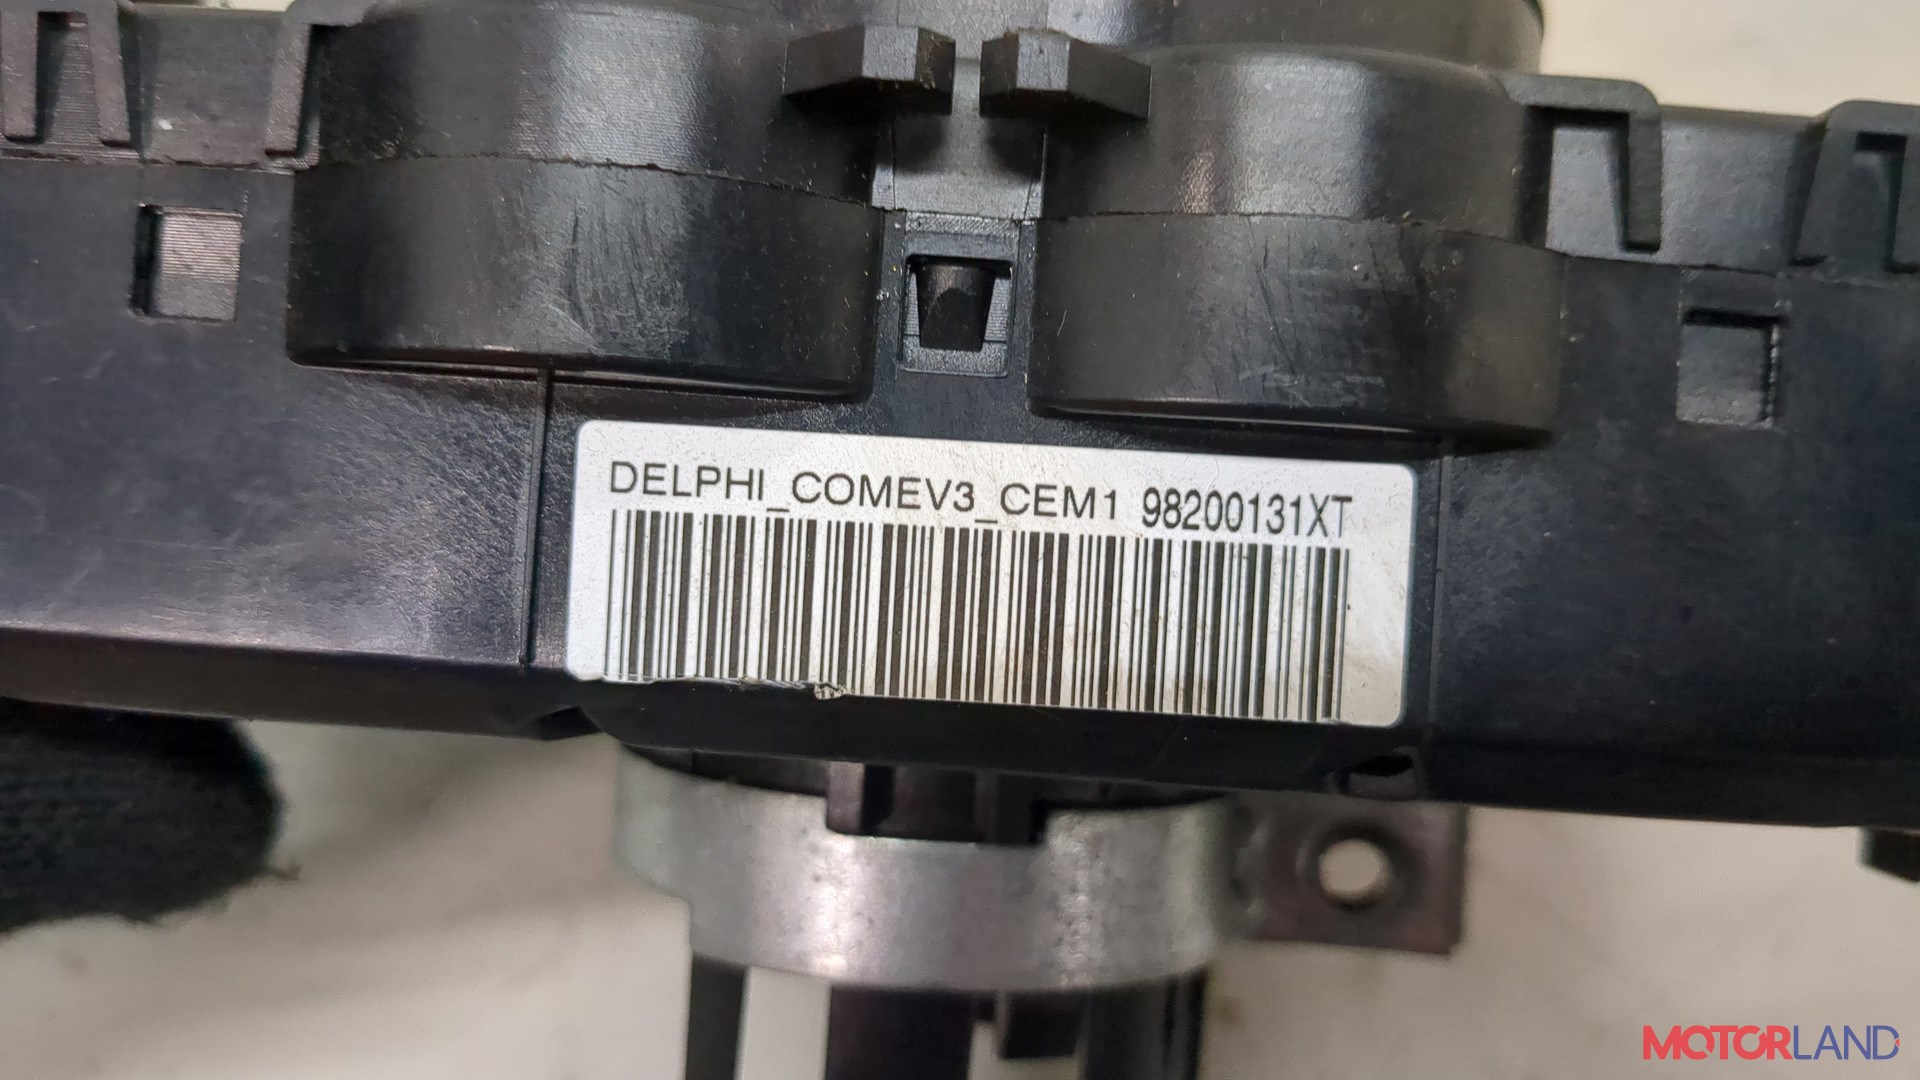 DELPHI_COMEV3_CEM1 98200131XT
MOTORLAND